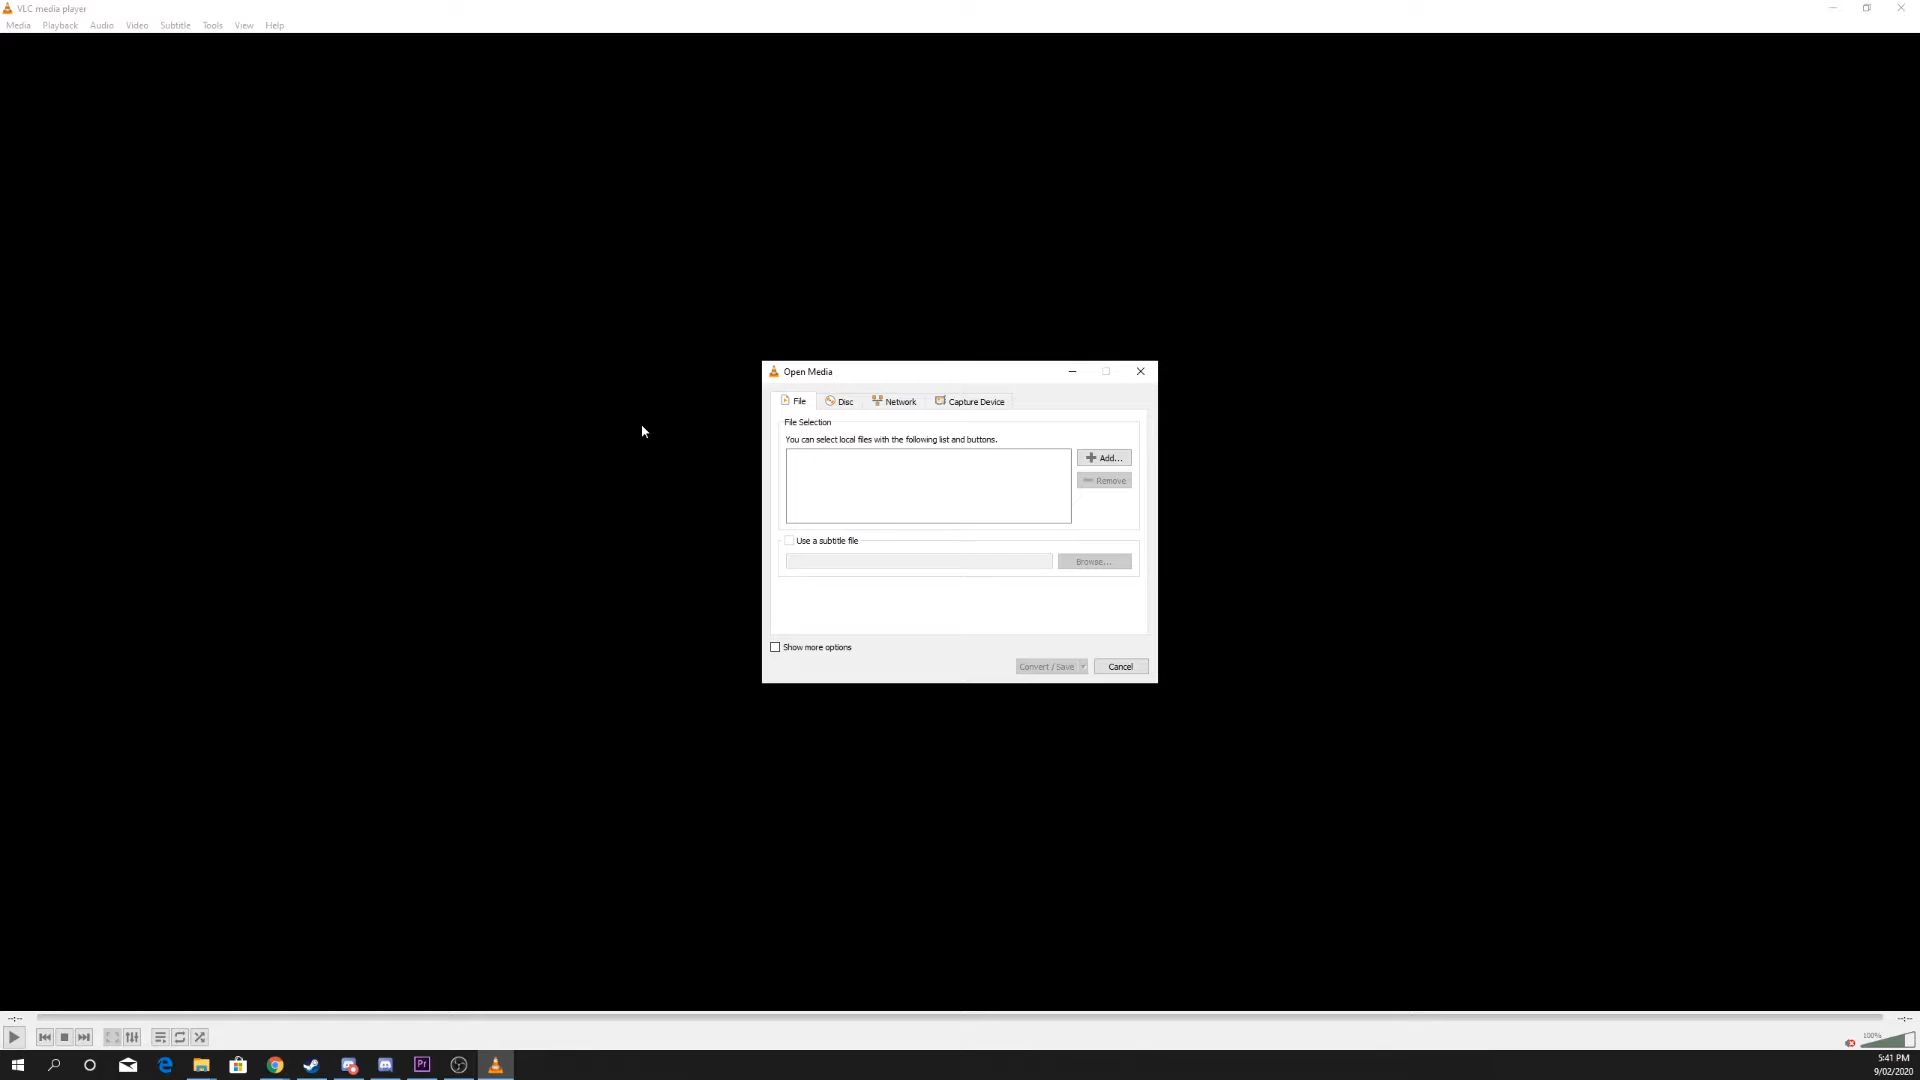 VLC media player
Media Playback Audio Video Subtitle Tools View Help
Open Media
File Disc Network Capture Device
File Selection
You can select local files with the following list and buttons.
Add...
Remove
Use a subtitle file
Browse...
Show more options
Convert / Save Cancel
--:-- --:--
100%
Pr
5:41 PM
9/02/2020